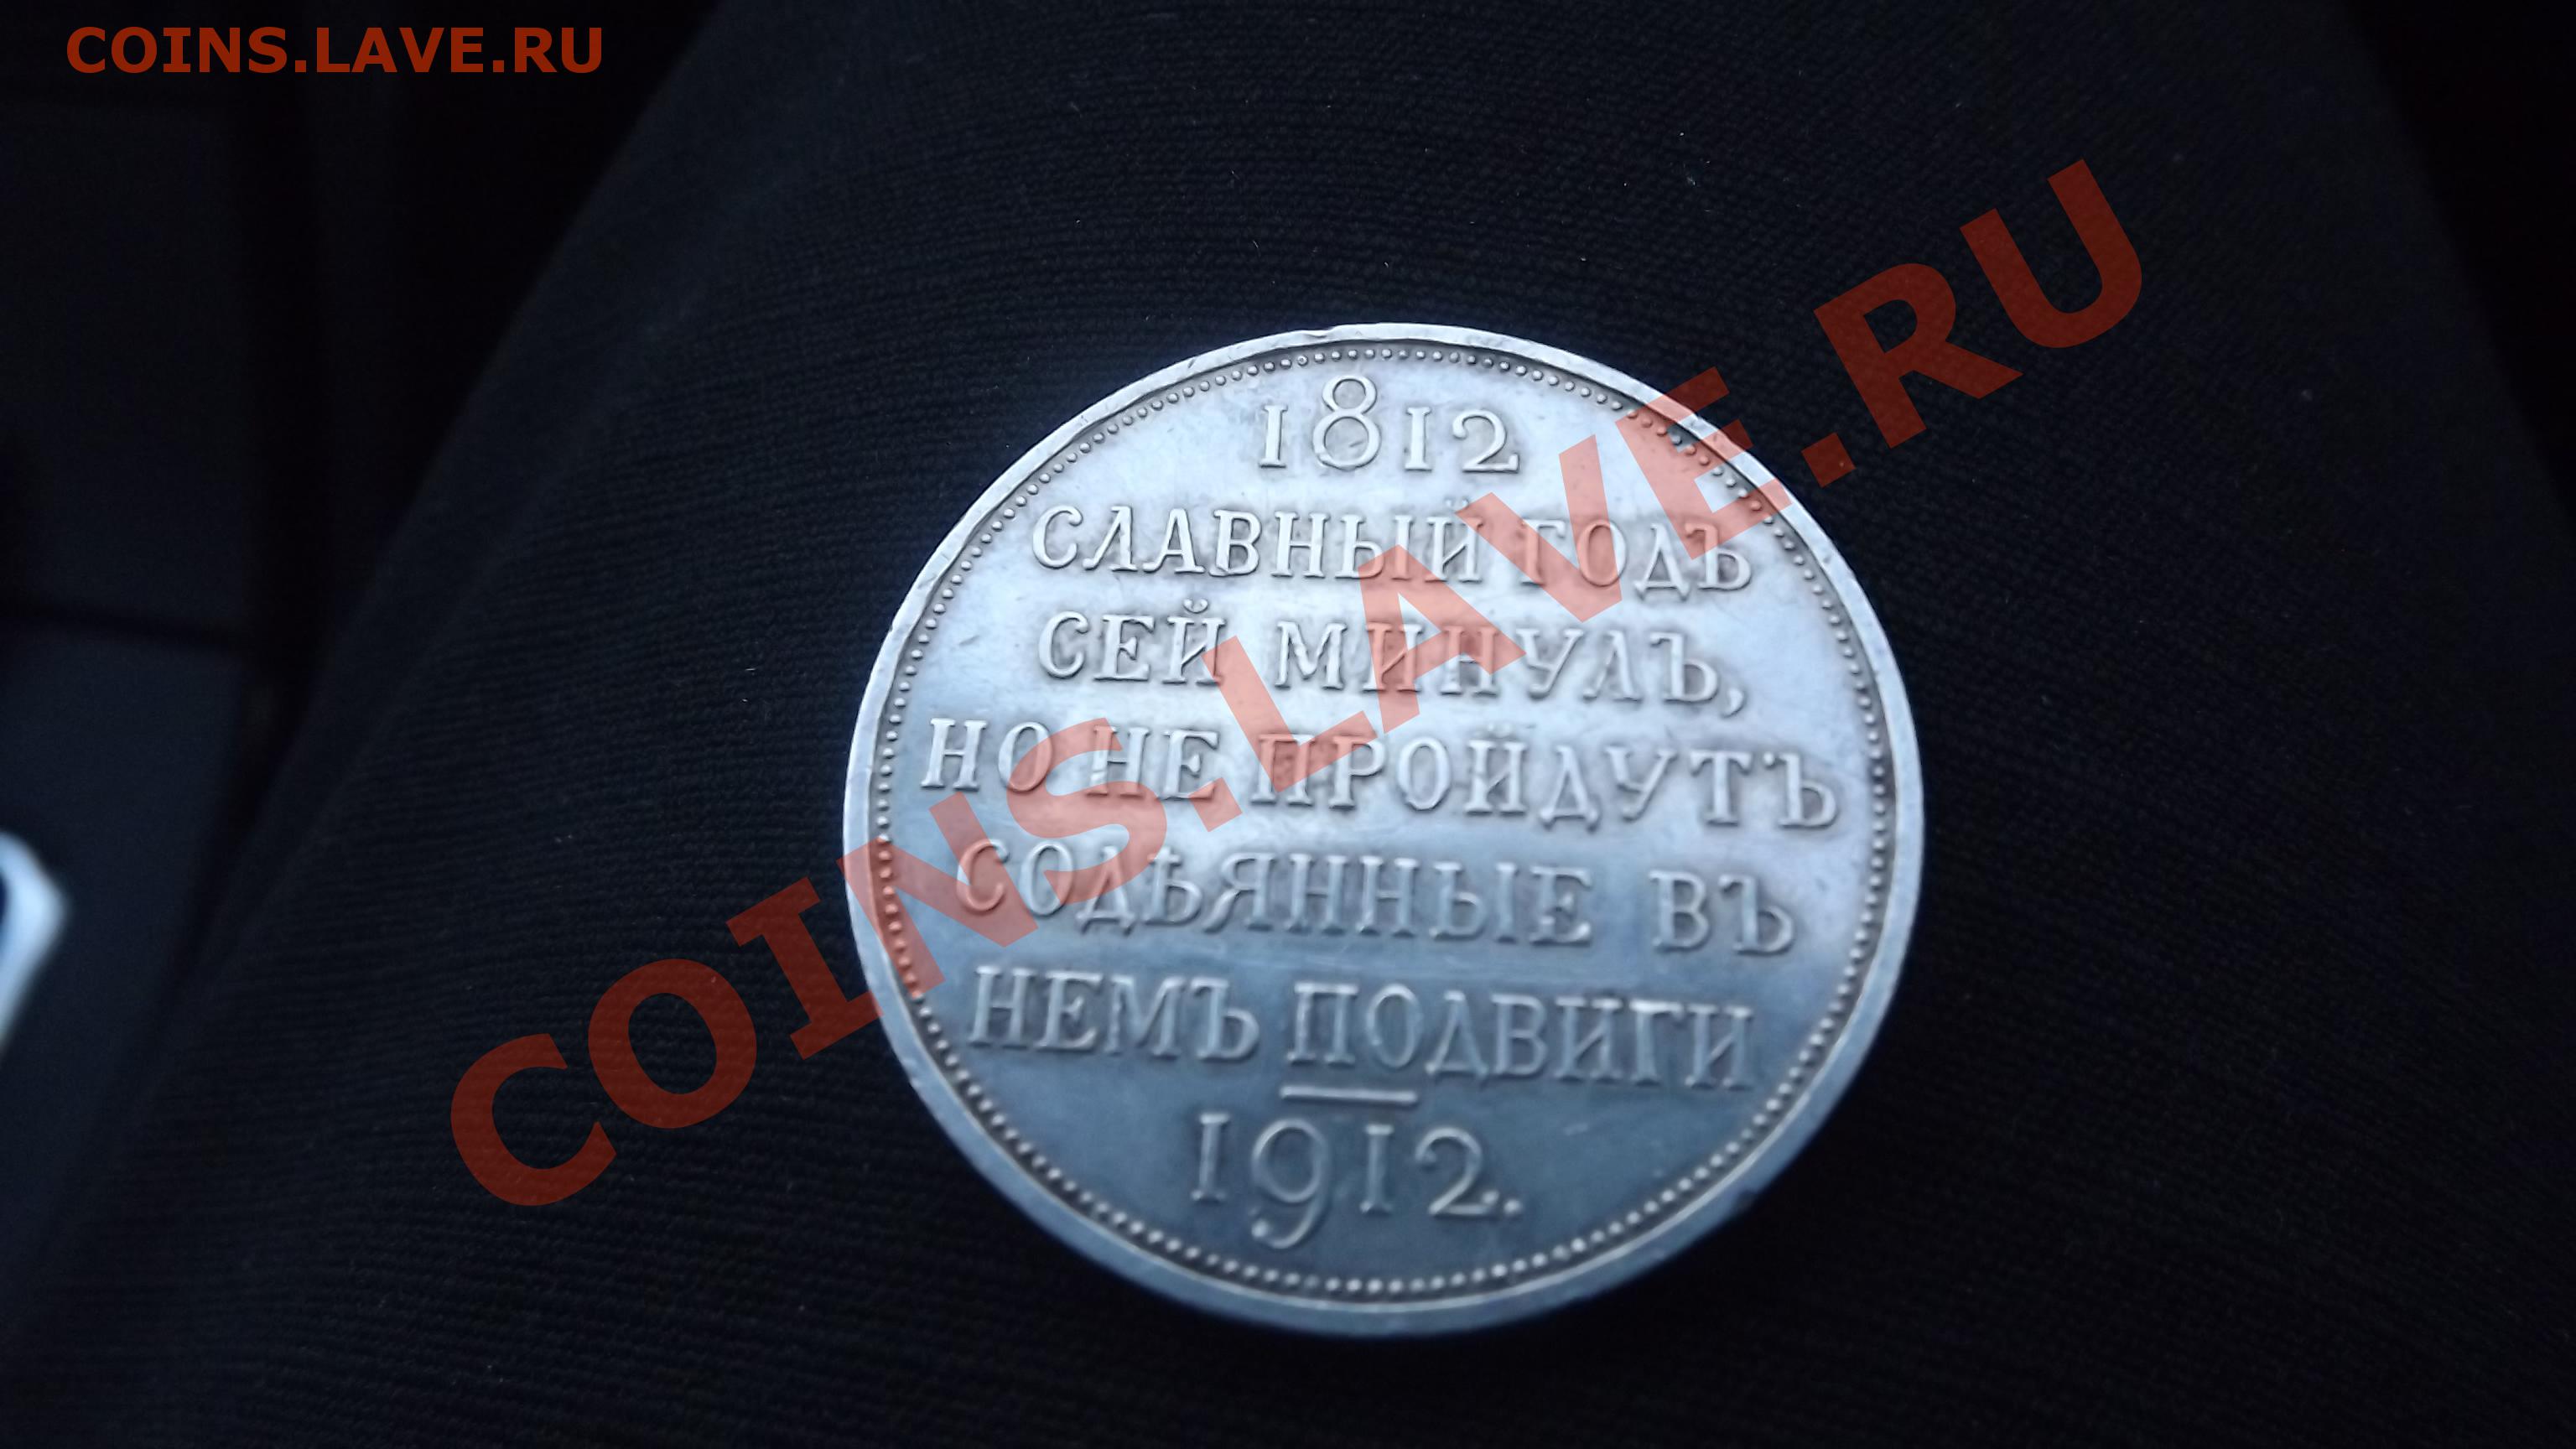 COINS.LAVE.RU
1812
СЛАВНЫЙ ГОДЪ
СЕЙ МИНУЛЪ,
НО НЕ ПРОЙДУТЪ
СОДѢЯННЫЕ ВЪ
НЕМЪ ПОДВИГИ
1912.
COINS.LAVE.RU